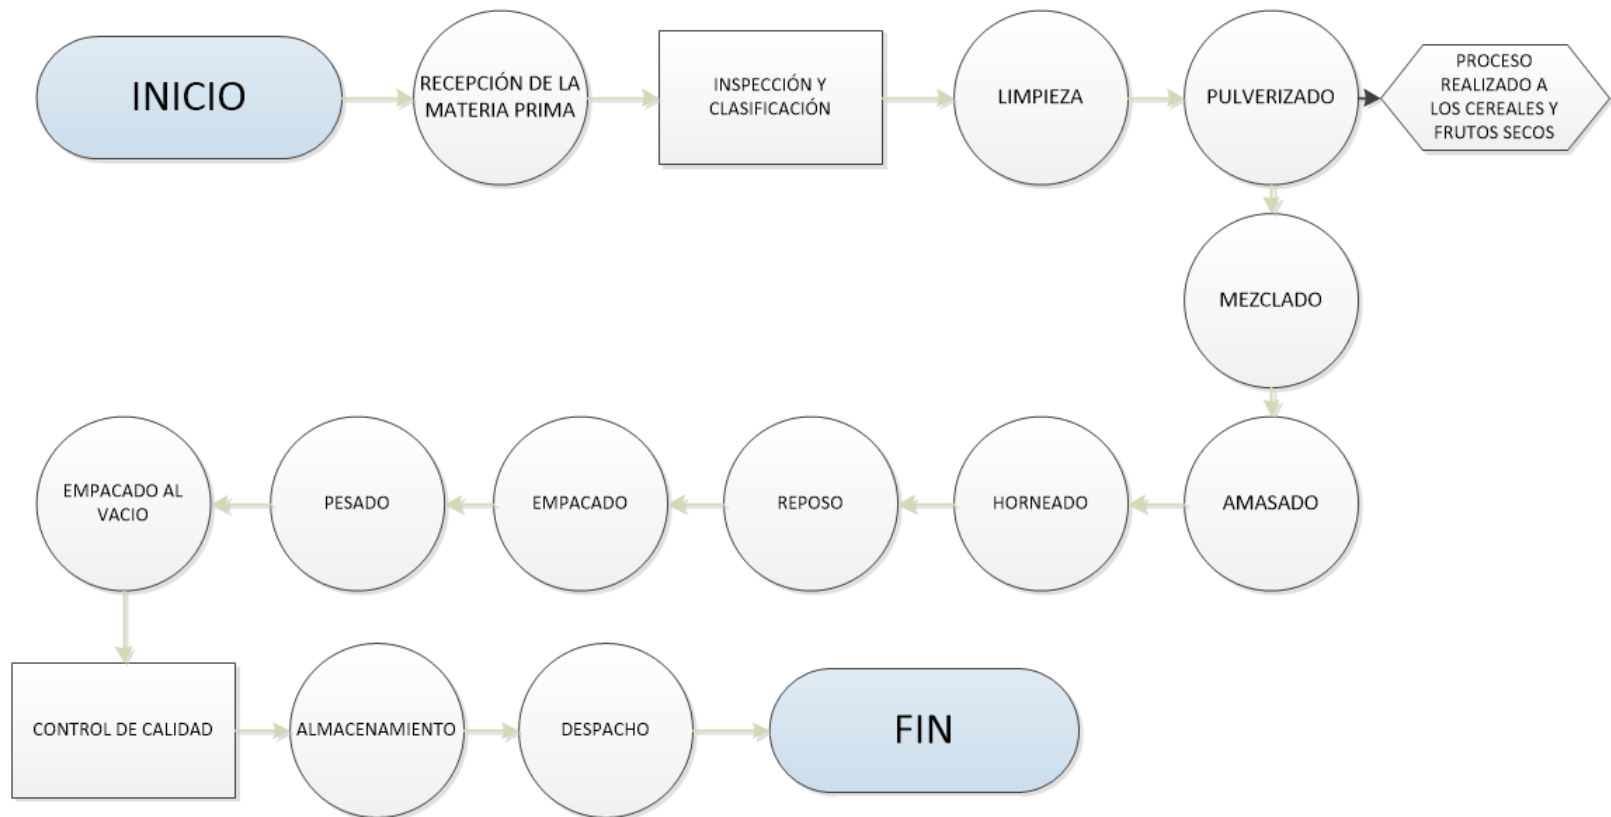 INICIO
RECEPCIÓN DE LA
MATERIA PRIMA
INSPECCIÓN Y
CLASIFICACIÓN
LIMPIEZA
PULVERIZADO
PROCESO
REALIZADO A
LOS CEREALES Y
FRUTOS SECOS
MEZCLADO
AMASADO
HORNEADO
REPOSO
EMPACADO
PESADO
EMPACADO AL
VACIO
CONTROL DE CALIDAD
ALMACENAMIENTO
DESPACHO
FIN